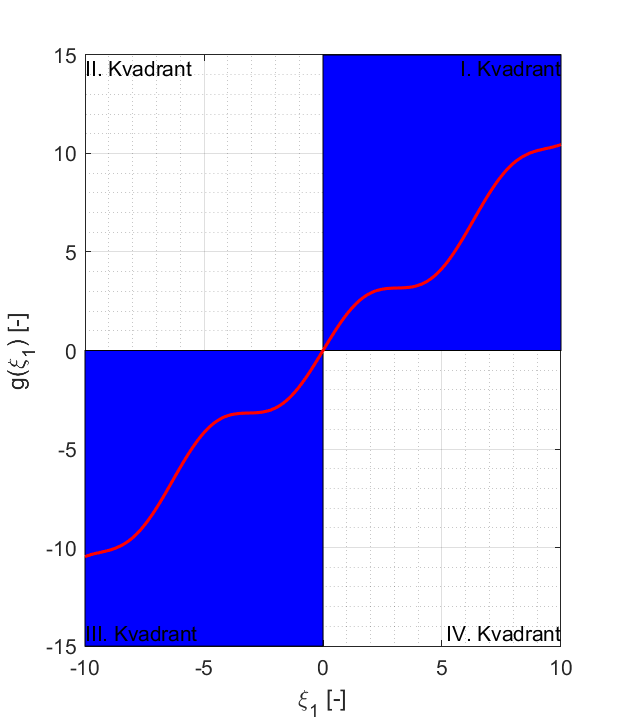 15
II. Kvadrant
I. Kvadrant
10
5
g(ξ1) [-]
0
-5
-10
III. Kvadrant
IV. Kvadrant
-15
-10
-5
0
5
10
ξ1 [-]